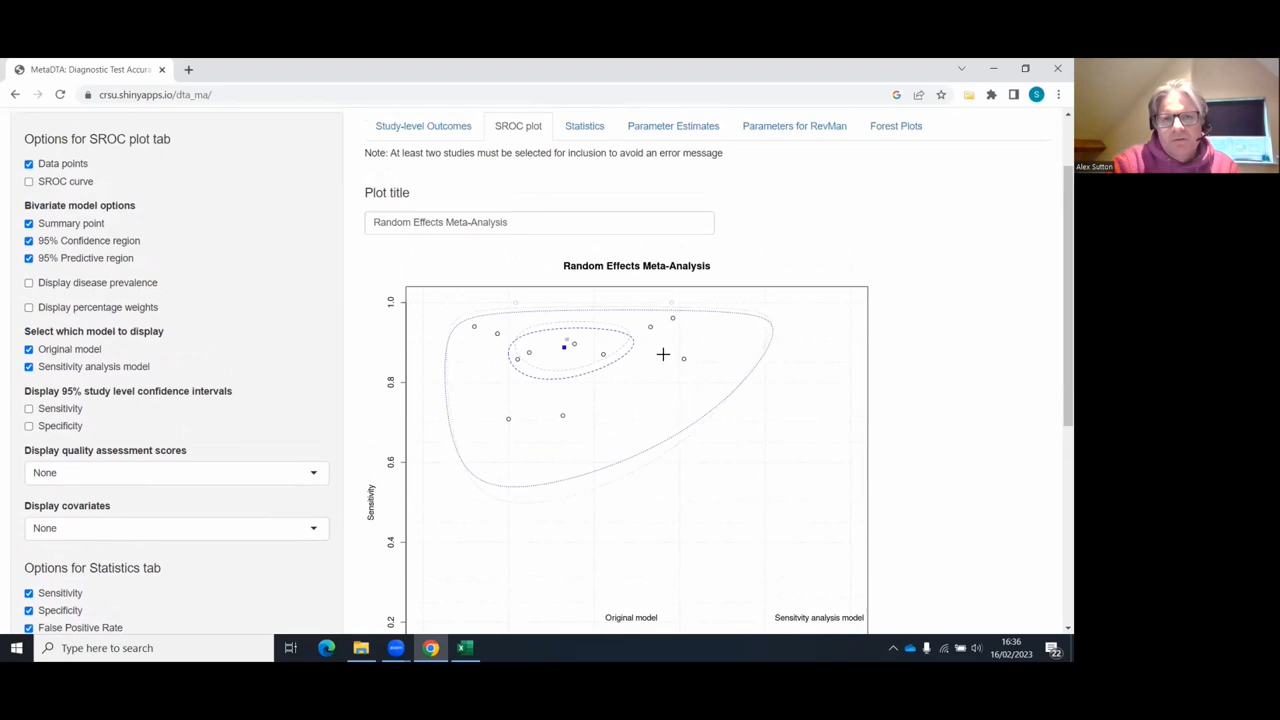 MetaDTA: Diagnostic Test Accura
crsu.shinyapps.io/dta_ma/
S
Alex Sutton
Options for SROC plot tab
Data points
SROC curve
Bivariate model options
Summary point
95% Confidence region
95% Predictive region
Display disease prevalence
Display percentage weights
Select which model to display
Original model
Sensitivity analysis model
Display 95% study level confidence intervals
Sensitivity
Specificity
Display quality assessment scores
None
Display covariates
None
Options for Statistics tab
Sensitivity
Specificity
False Positive Rate
Study-level Outcomes
SROC plot
Statistics
Parameter Estimates
Parameters for RevMan
Forest Plots
Note: At least two studies must be selected for inclusion to avoid an error message
Plot title
Random Effects Meta-Analysis
Random Effects Meta-Analysis
1.0
0.8
0.6
Sensitivity
0.4
0.2
Original model
Sensitvity analysis model
Type here to search
16:36
16/02/2023
22